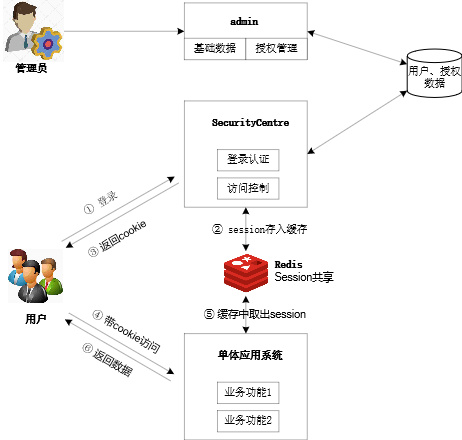 admin
基础数据 授权管理
管理员
用户、授权
数据
SecurityCentre
登录认证
访问控制
① 登录
③ 返回cookie
② session存入缓存
Redis
Session共享
用户
④ 带cookie访问
⑤ 缓存中取出session
⑥ 返回数据
单体应用系统
业务功能1
业务功能2